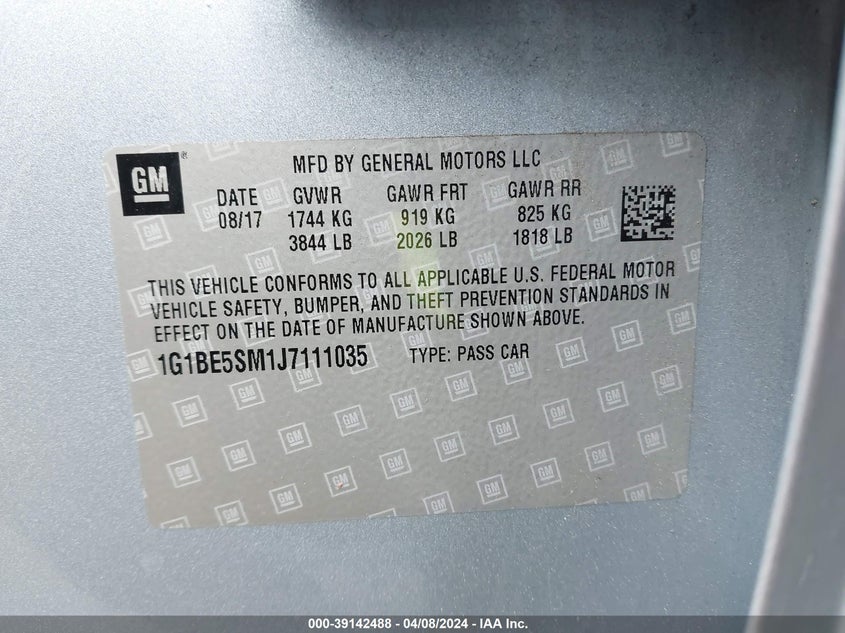 GM
MFD BY GENERAL MOTORS LLC
DATE GVWR GAWR FRT GAWR RR
08/17 1744 KG 919 KG 825 KG
3844 LB 2026 LB 1818 LB
THIS VEHICLE CONFORMS TO ALL APPLICABLE U.S. FEDERAL MOTOR
VEHICLE SAFETY, BUMPER, AND THEFT PREVENTION STANDARDS IN
EFFECT ON THE DATE OF MANUFACTURE SHOWN ABOVE.
1G1BE5SM1J7111035 TYPE: PASS CAR
000-39142488 - 04/08/2024 - IAA Inc.